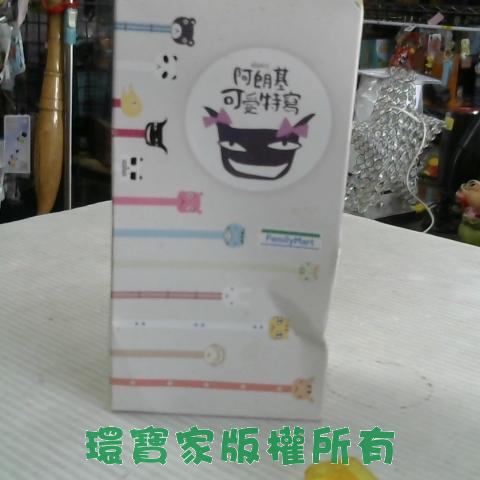 阿朗基
可愛特寫
FamilyMart
環寶家版權所有